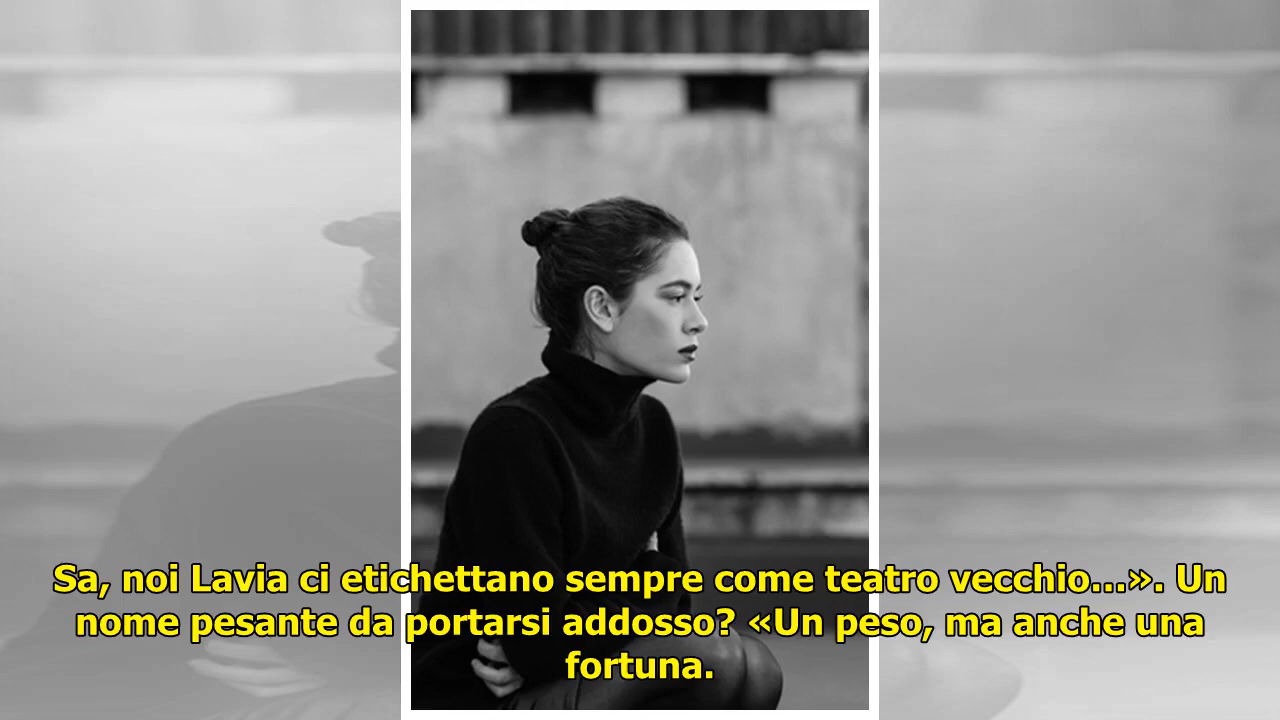 Sa, noi Lavia ci etichettano sempre come teatro vecchio...». Un
nome pesante da portarsi addosso? «Un peso, ma anche una
fortuna.